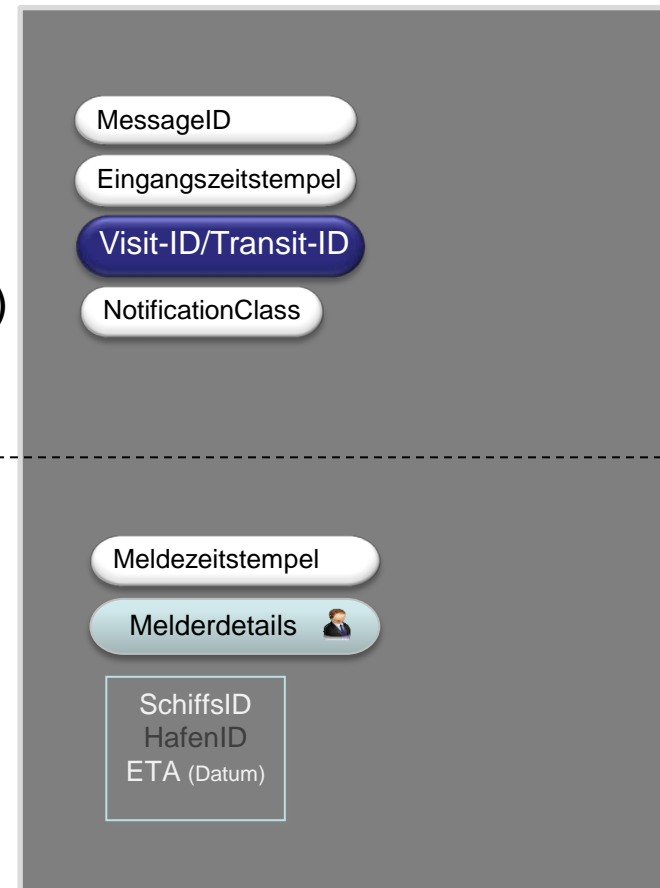 MessageID
Eingangszeitstempel
Visit-ID/Transit-ID
)
NotificationClass
Meldezeitstempel
Melderdetails
SchiffsID
HafenID
ETA (Datum)